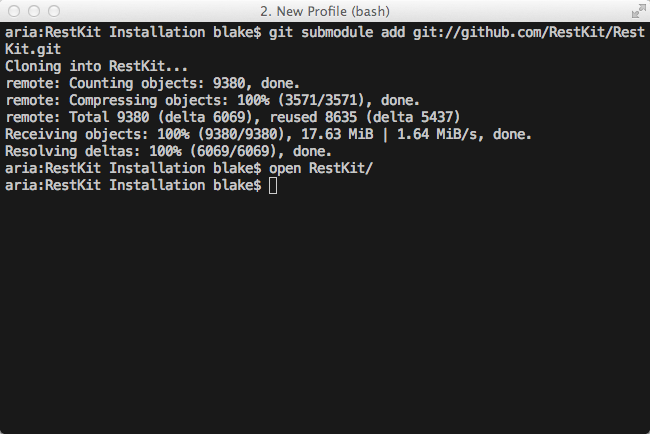 2. New Profile (bash)
aria:RestKit Installation blake$ git submodule add git://github.com/RestKit/Rest
Kit.git
Cloning into RestKit...
remote: Counting objects: 9380, done.
remote: Compressing objects: 100% (3571/3571), done.
remote: Total 9380 (delta 6069), reused 8635 (delta 5437)
Receiving objects: 100% (9380/9380), 17.63 MiB | 1.64 MiB/s, done.
Resolving deltas: 100% (6069/6069), done.
aria:RestKit Installation blake$ open RestKit/
aria:RestKit Installation blake$